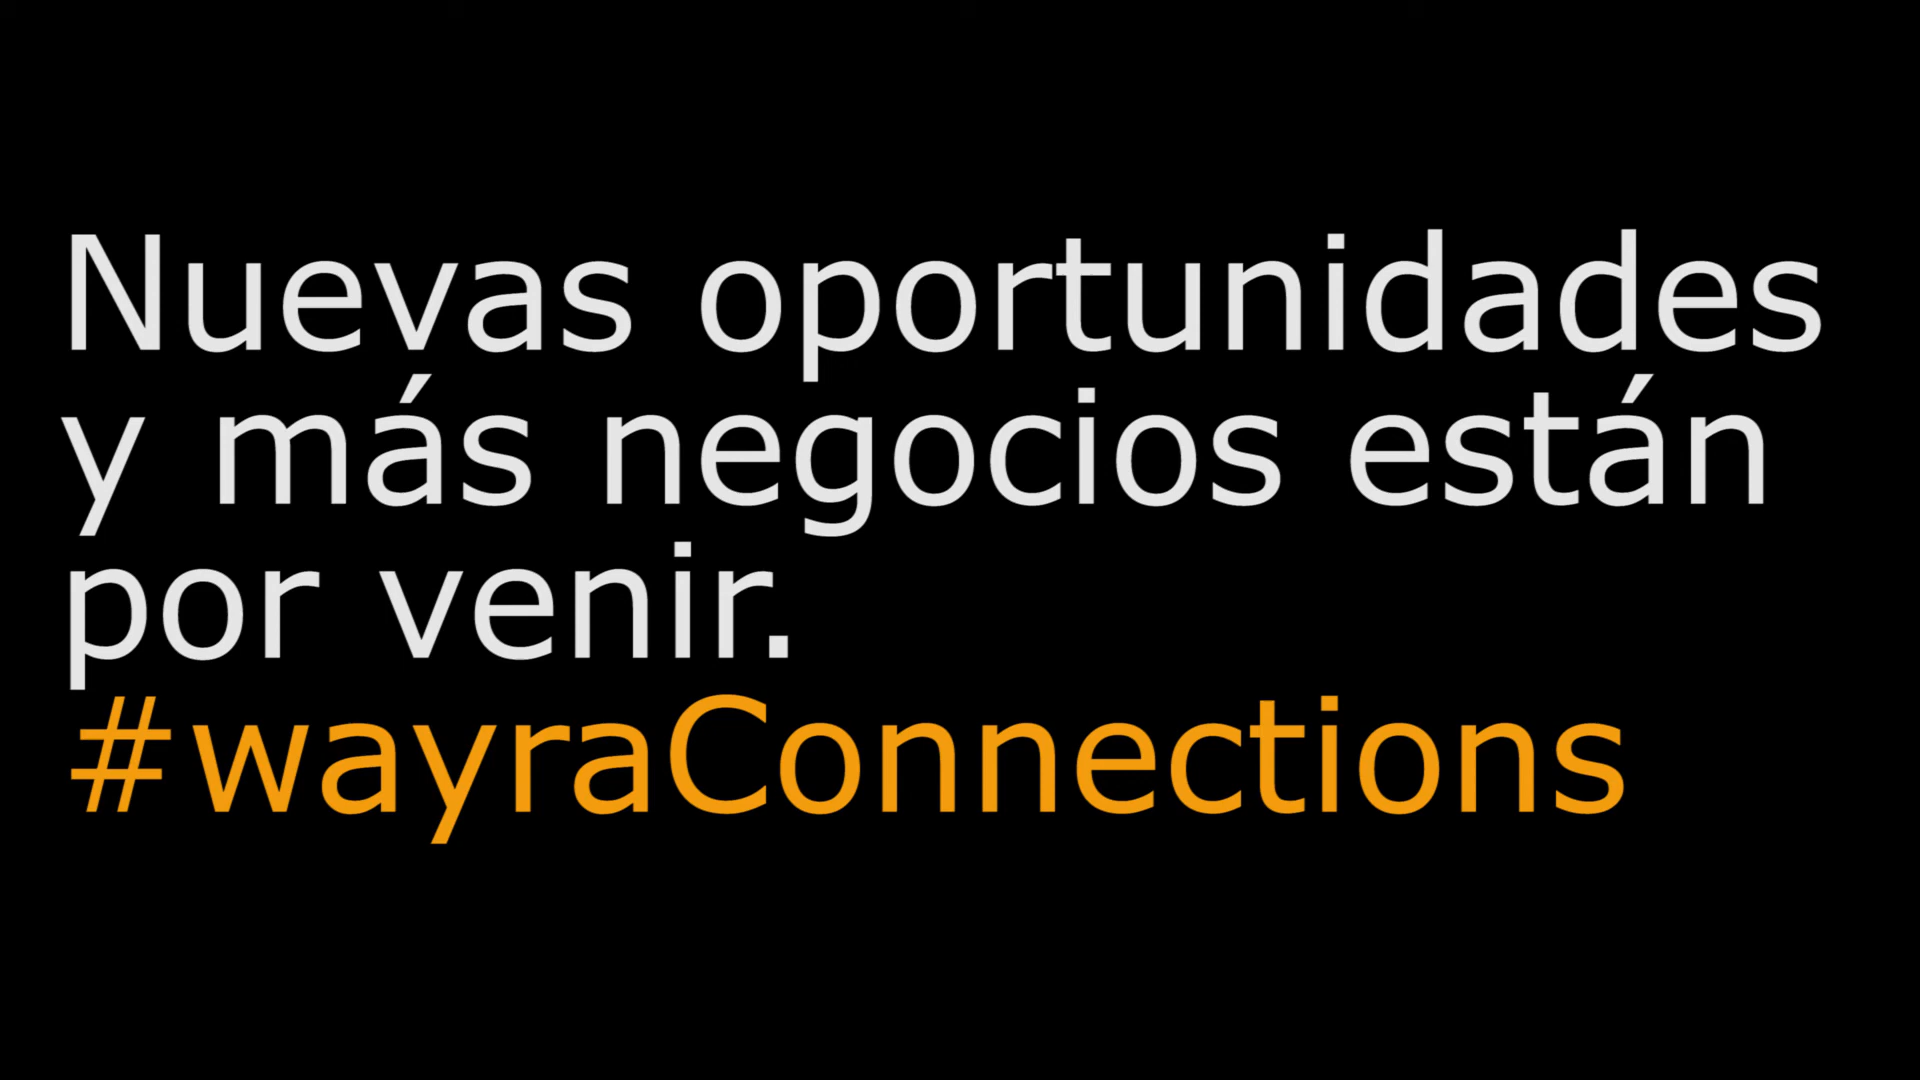 Nuevas oportunidades
y más negocios están
por venir.
#wayraConnections